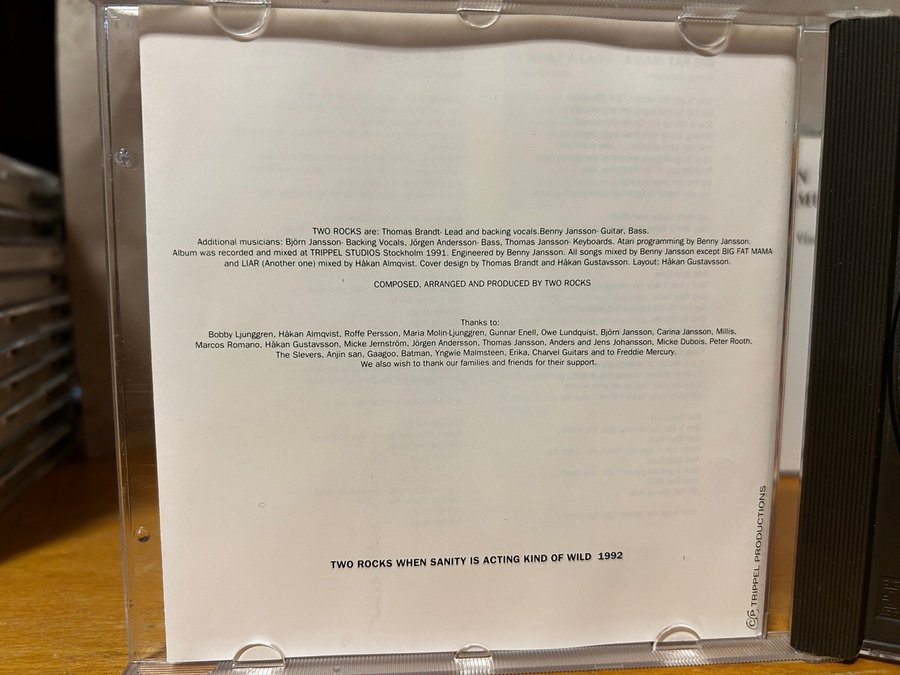 TWO ROCKS are: Thomas Brandt- Lead and backing vocals.Benny Jansson- Guitar, Bass.
Additional musicians: Björn Jansson- Backing Vocals, Jörgen Andersson- Bass, Thomas Jansson- Keyboards. Atari programming by Benny Jansson.
Album was recorded and mixed at TRIPPEL STUDIOS Stockholm 1991. Engineered by Benny Jansson. All songs mixed by Benny Jansson except BIG FAT MAMA
and LIAR (Another one) mixed by Håkan Almqvist. Cover design by Thomas Brandt and Håkan Gustavsson. Layout: Håkan Gustavsson.
COMPOSED, ARRANGED AND PRODUCED BY TWO ROCKS
Thanks to:
Bobby Ljunggren, Håkan Almqvist, Roffe Persson, Maria Molin-Ljunggren, Gunnar Enell, Owe Lundquist, Björn Jansson, Carina Jansson, Millis,
Marcos Romano, Håkan Gustavsson, Micke Jernström, Jörgen Andersson, Thomas Jansson, Anders and Jens Johansson, Micke Dubois, Peter Rooth,
The Slevers, Anjin san, Gaagoo, Batman, Yngwie Malmsteen, Erika, Charvel Guitars and to Freddie Mercury.
We also wish to thank our families and friends for their support.
TWO ROCKS WHEN SANITY IS ACTING KIND OF WILD 1992
©℗ TRIPPEL PRODUCTIONS